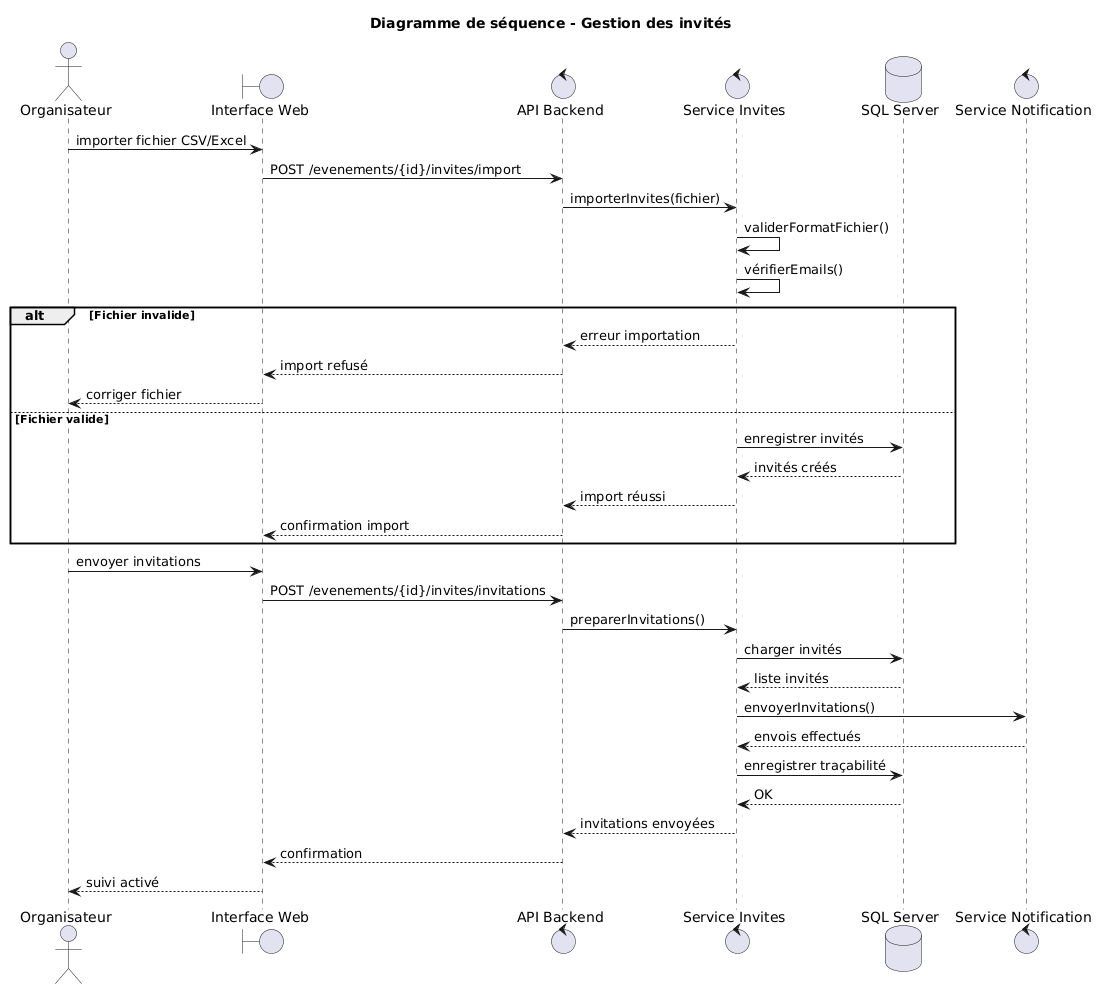 Diagramme de séquence - Gestion des invités
Organisateur
Interface Web
API Backend
Service Invites
SQL Server
Service Notification
importer fichier CSV/Excel
POST /evenements/{id}/invites/import
importerInvites(fichier)
validerFormatFichier()
vérifierEmails()
alt
[Fichier invalide]
erreur importation
import refusé
corriger fichier
[Fichier valide]
enregistrer invités
invités créés
import réussi
confirmation import
envoyer invitations
POST /evenements/{id}/invites/invitations
preparerInvitations()
charger invités
liste invités
envoyerInvitations()
envois effectués
enregistrer traçabilité
OK
invitations envoyées
confirmation
suivi activé
Organisateur
Interface Web
API Backend
Service Invites
SQL Server
Service Notification